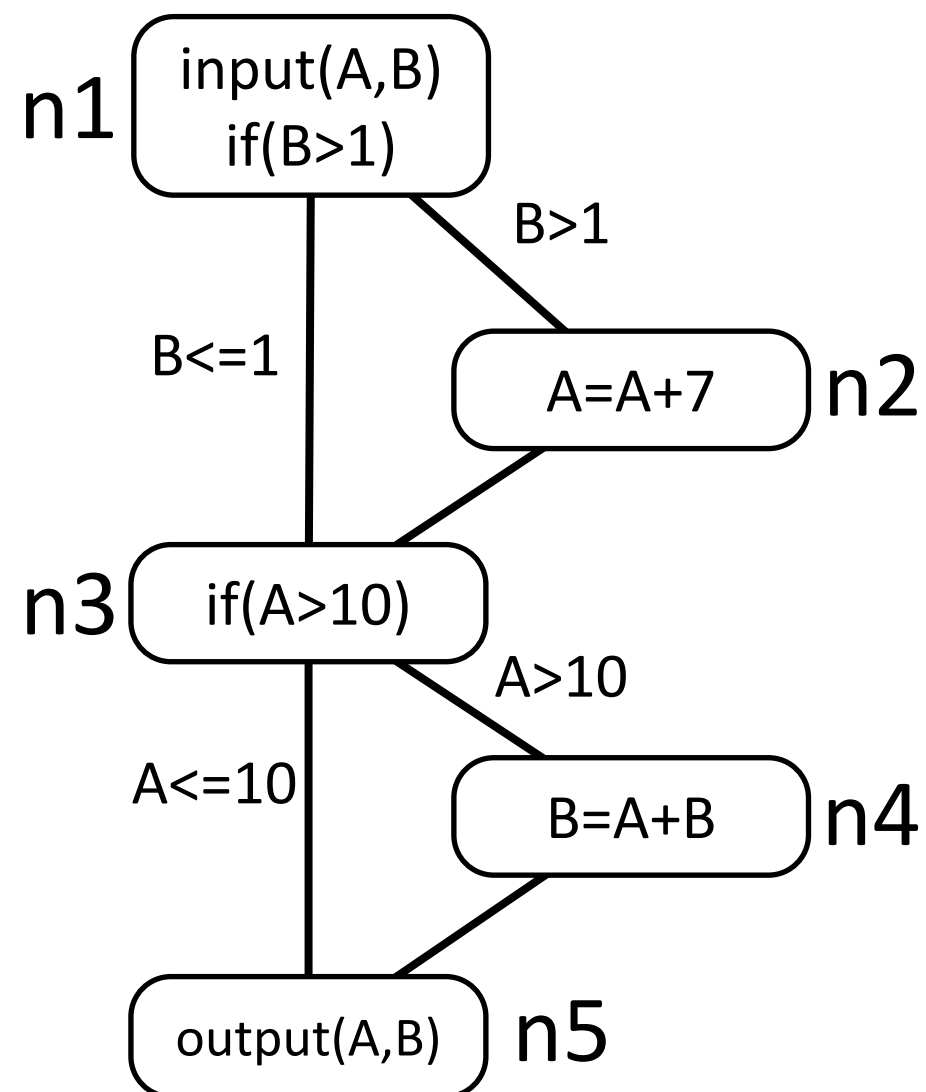 n1
input(A,B)
if(B>1)
B>1
B<=1
A=A+7
n2
n3
if(A>10)
A>10
A<=10
B=A+B
n4
output(A,B)
n5